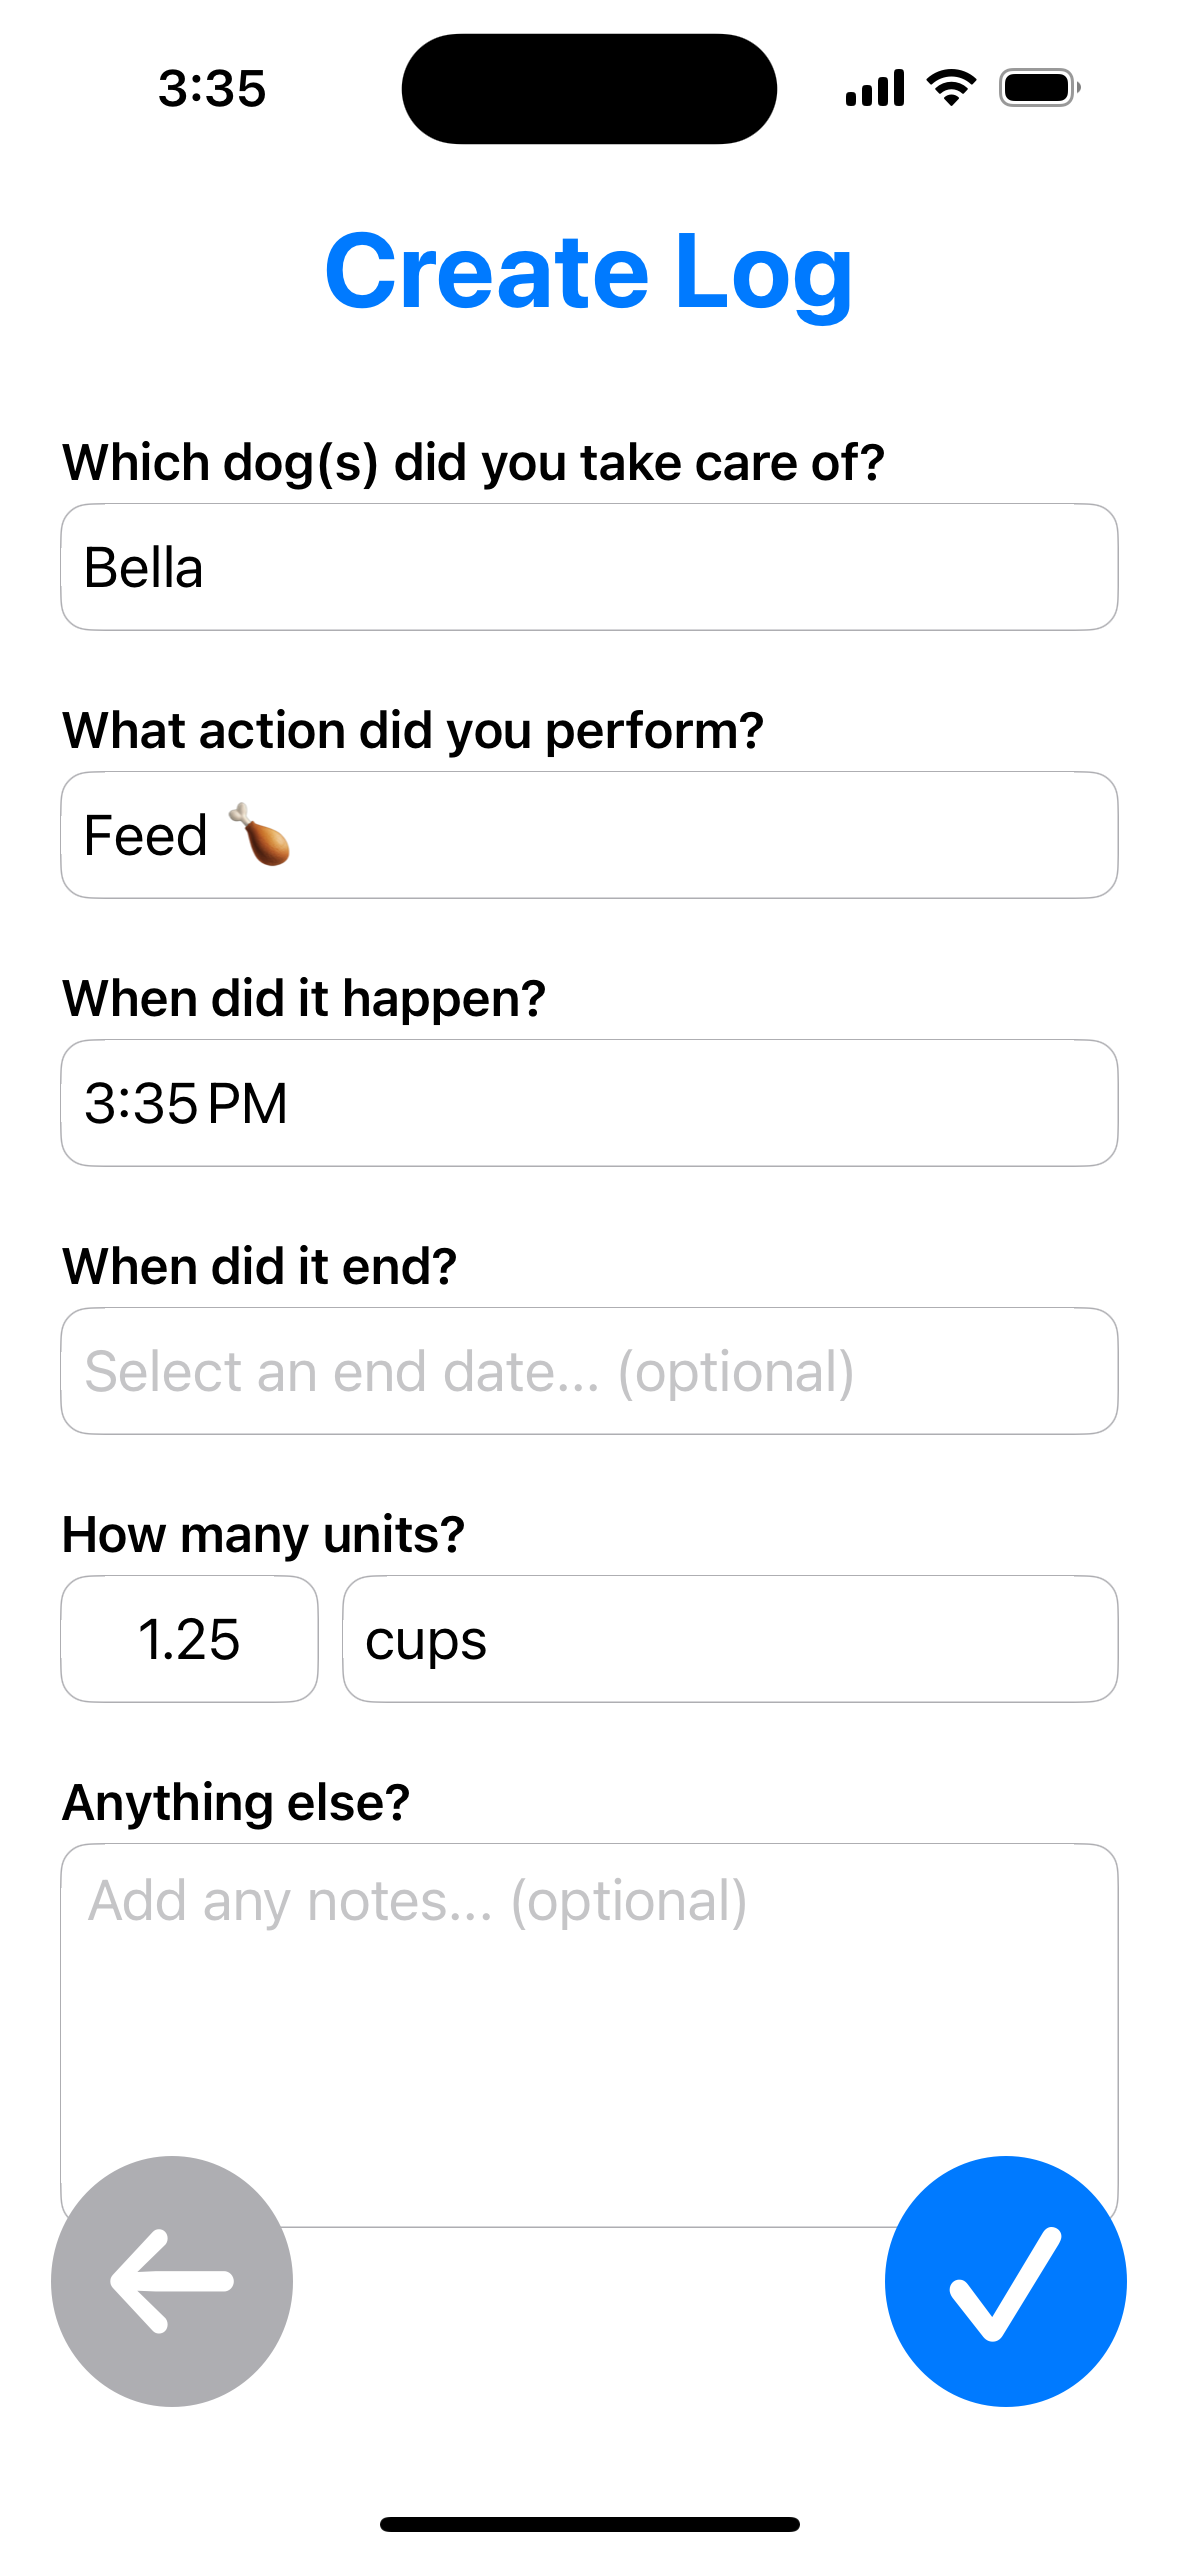 3:35
Create Log
Which dog(s) did you take care of?
Bella
What action did you perform?
Feed 🍗
When did it happen?
3:35 PM
When did it end?
Select an end date... (optional)
How many units?
1.25 cups
Anything else?
Add any notes... (optional)